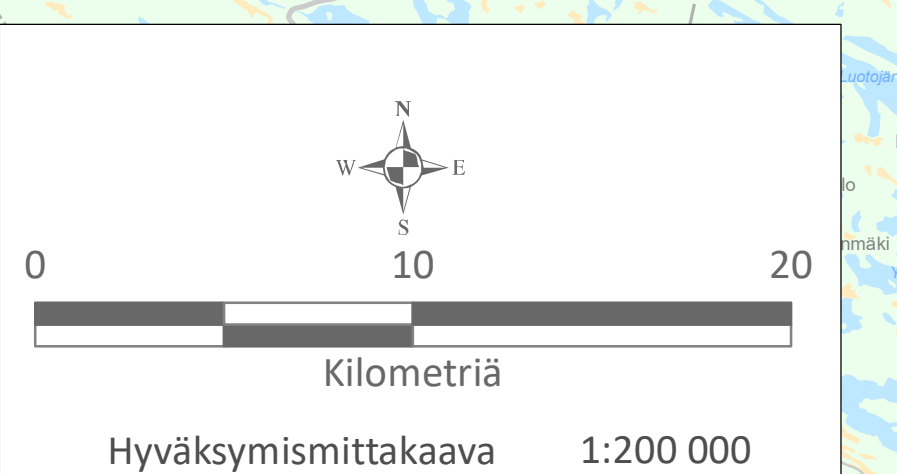 Luotojär
lo
nmäki
N
W E
S
0 10 20
Kilometriä
Hyväksymismittakaava 1:200 000